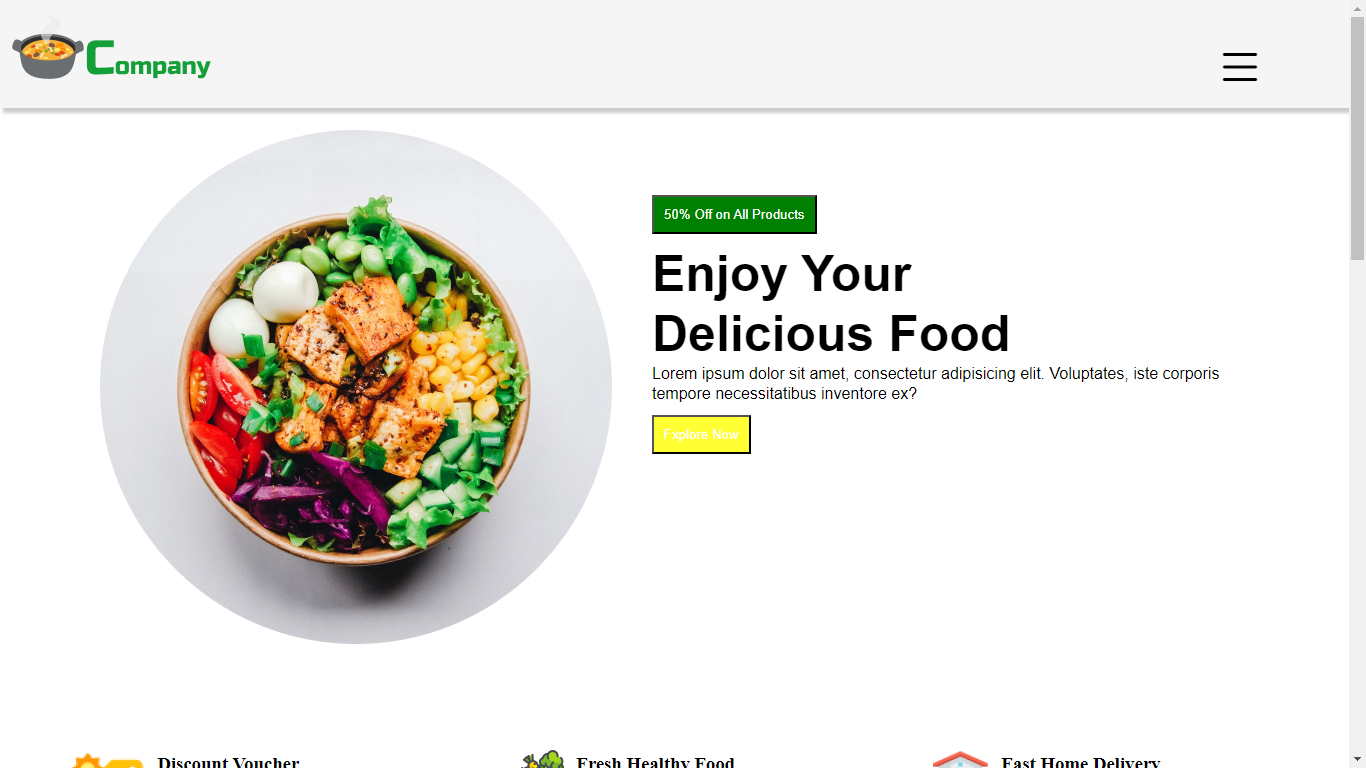 Company
50% Off on All Products
Enjoy Your
Delicious Food
Lorem ipsum dolor sit amet, consectetur adipisicing elit. Voluptates, iste corporis
tempore necessitatibus inventore ex?
Explore Now
Discount Voucher
Fresh Healthy Food
Fast Home Delivery